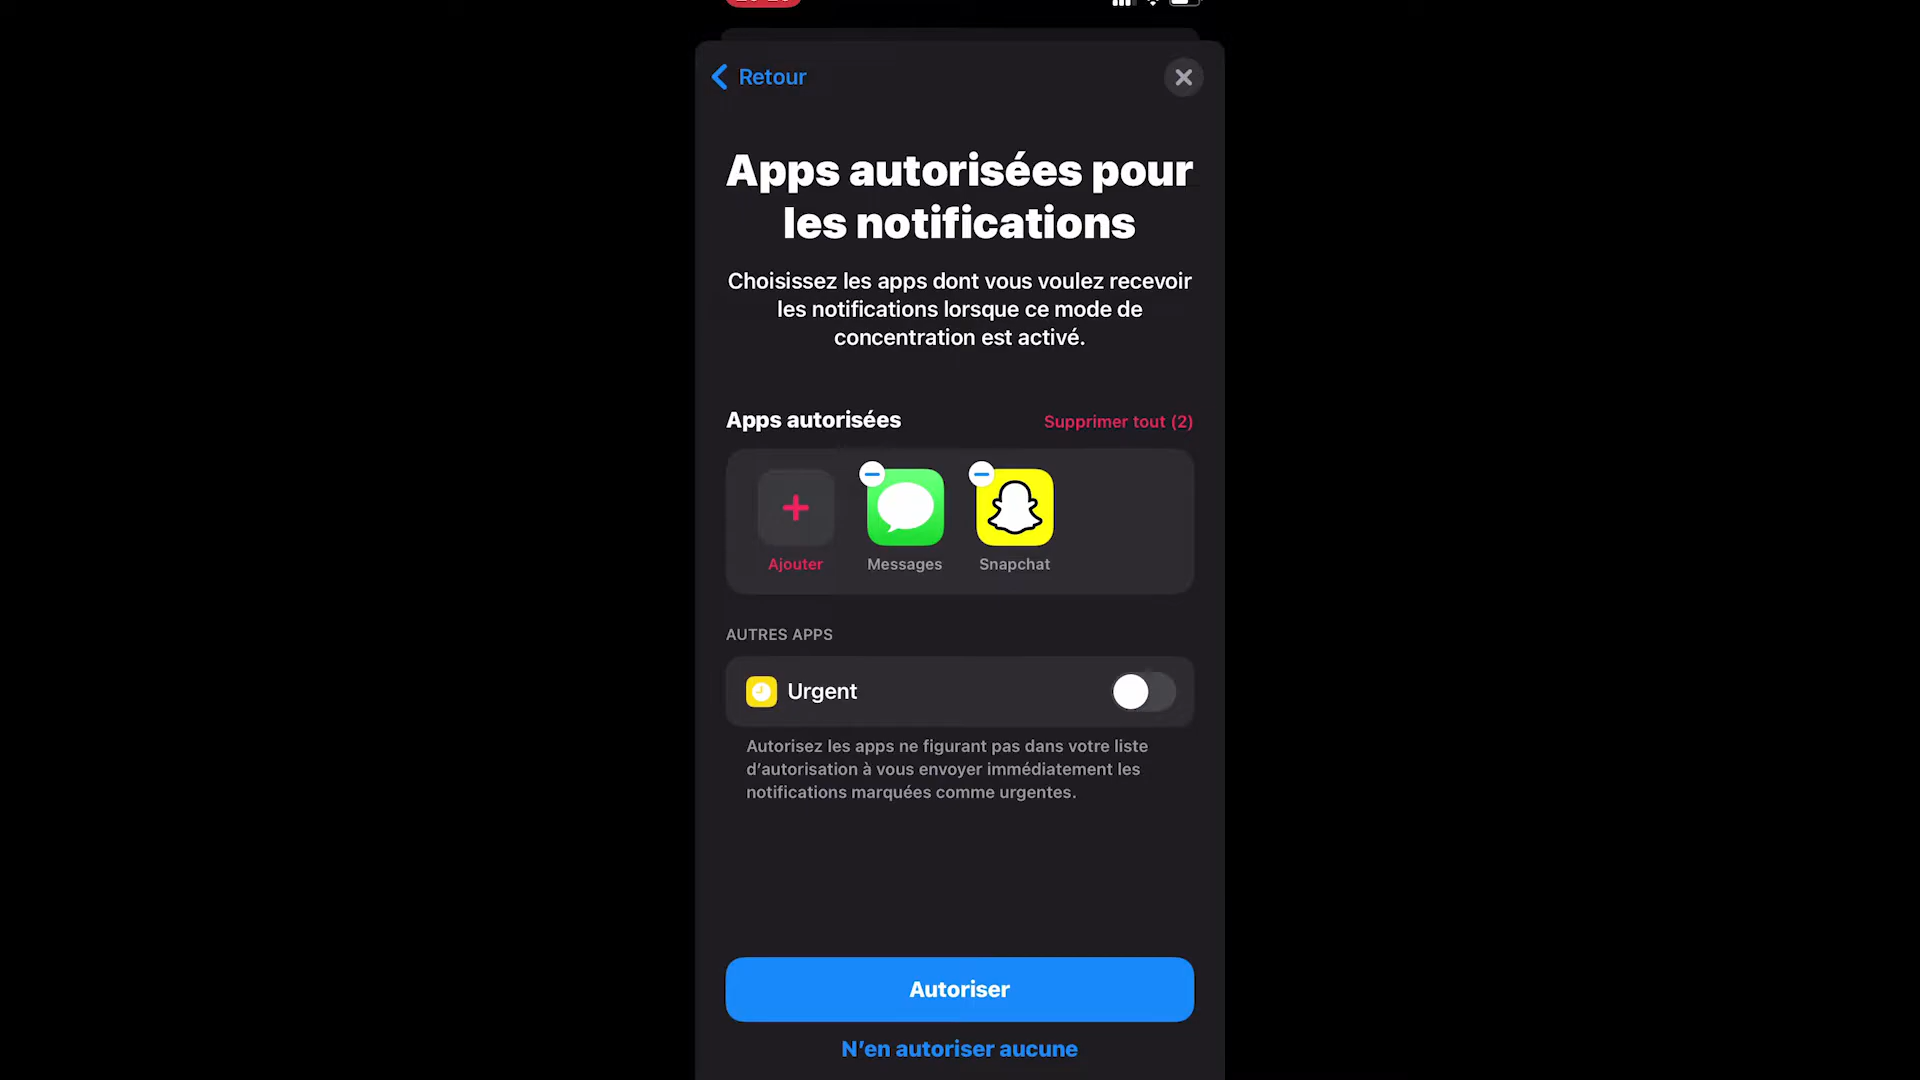 Retour
Apps autorisées pour
les notifications
Choisissez les apps dont vous voulez recevoir
les notifications lorsque ce mode de
concentration est activé.
Apps autorisées
Supprimer tout (2)
Ajouter
Messages
Snapchat
AUTRES APPS
Urgent
Autorisez les apps ne figurant pas dans votre liste
d’autorisation à vous envoyer immédiatement les
notifications marquées comme urgentes.
Autoriser
N’en autoriser aucune